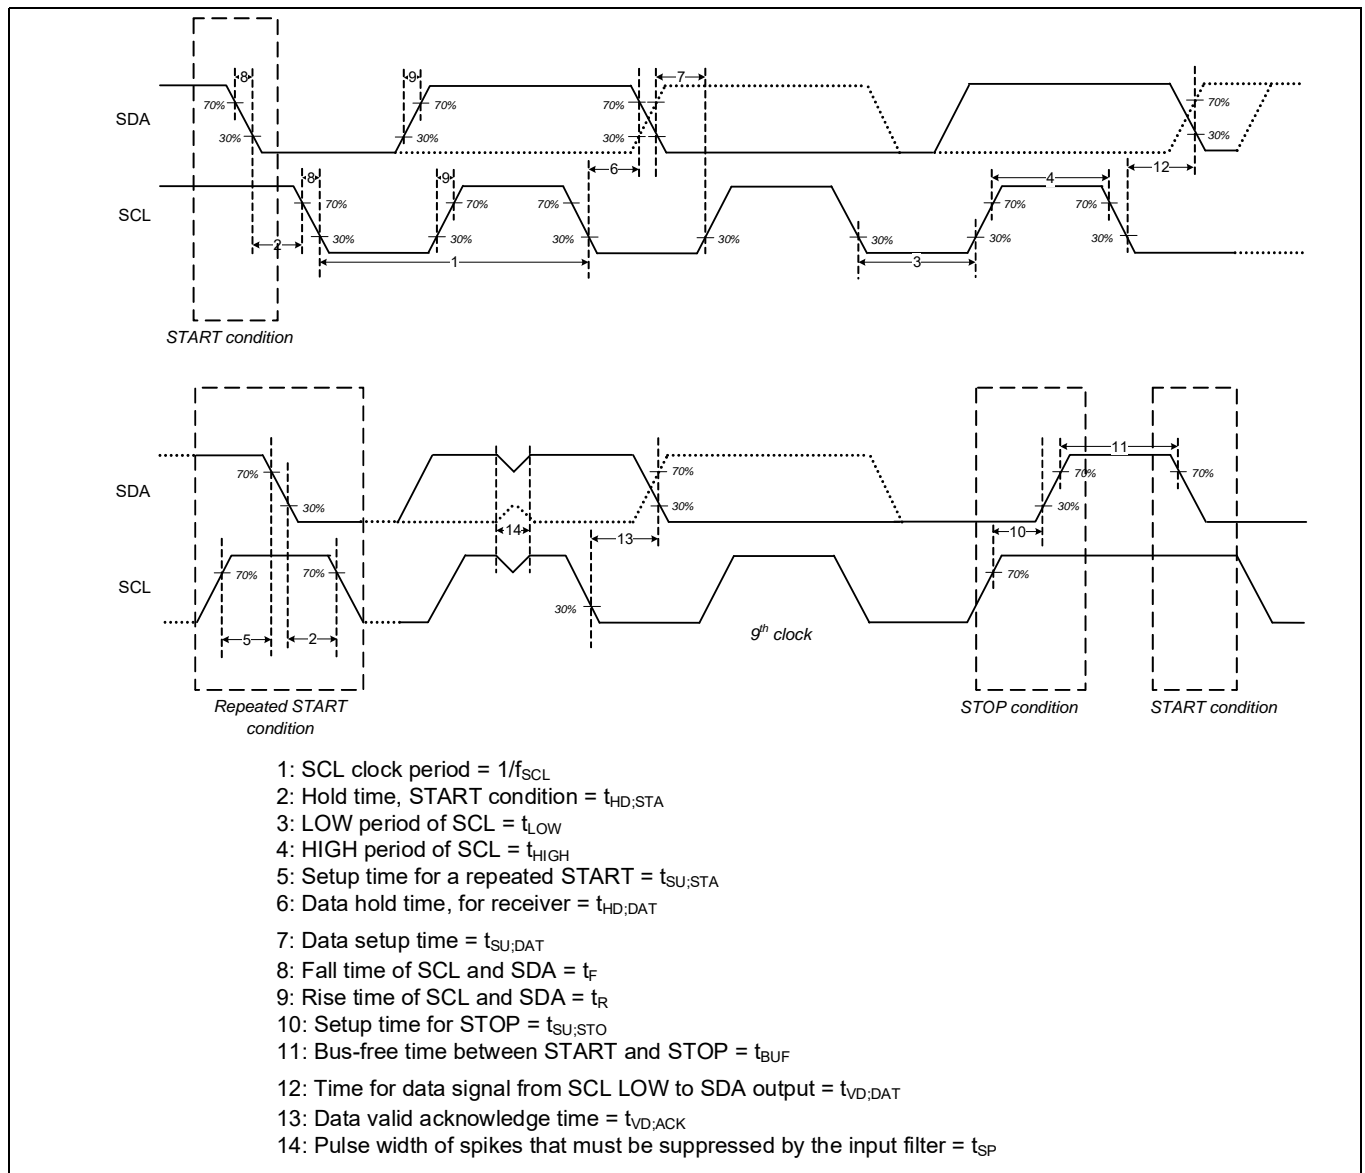 8 9 7
70% 70% 70% 70%
SDA
30% 30% 30% 30% 30%
6 12
8 9 4
SCL
70% 70% 70% 70% 70%
30% 30% 30% 30% 30% 30% 30%
2 1 3
START condition
11
SDA
70% 70% 70% 70%
30% 30% 30%
14 13 10
SCL
70% 70% 70%
30%
5 2
9th clock
Repeated START
condition
STOP condition
START condition
1: SCL clock period = 1/fSCL
2: Hold time, START condition = tHD;STA
3: LOW period of SCL = tLOW
4: HIGH period of SCL = tHIGH
5: Setup time for a repeated START = tSU;STA
6: Data hold time, for receiver = tHD;DAT
7: Data setup time = tSU;DAT
8: Fall time of SCL and SDA = tF
9: Rise time of SCL and SDA = tR
10: Setup time for STOP = tSU;STO
11: Bus-free time between START and STOP = tBUF
12: Time for data signal from SCL LOW to SDA output = tVD;DAT
13: Data valid acknowledge time = tVD;ACK
14: Pulse width of spikes that must be suppressed by the input filter = tSP